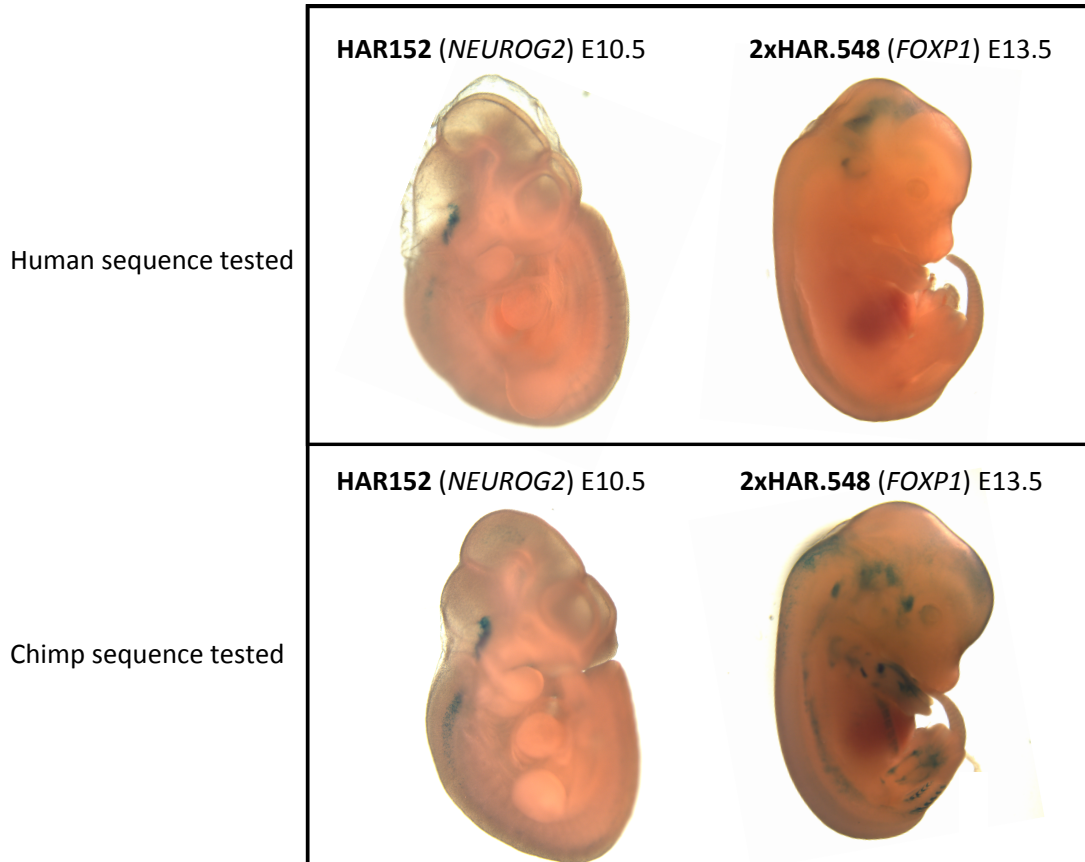 HAR152 (NEUROG2) E10.5
2xHAR.548 (FOXP1) E13.5
Human sequence tested
HAR152 (NEUROG2) E10.5
2xHAR.548 (FOXP1) E13.5
Chimp sequence tested